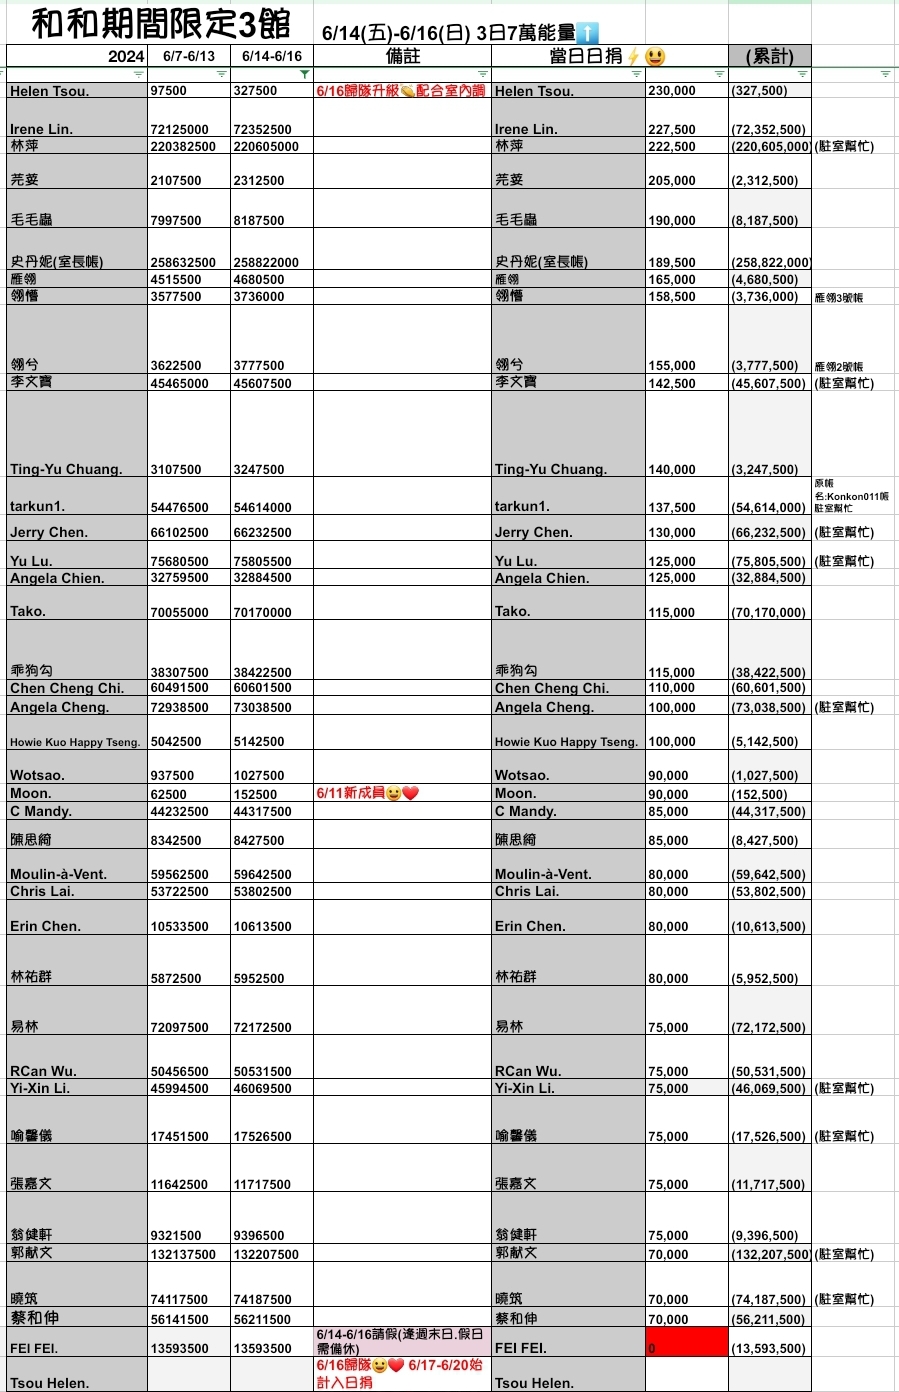 和和期間限定3館 6/14(五)-6/16(日) 3日7萬能量⬆️
2024 6/7-6/13 6/14-6/16 備註 當日日捐⚡😃 (累計)
Helen Tsou. 97500 327500 6/16歸隊升級👏配合室內調 Helen Tsou. 230,000 (327,500)
Irene Lin. 72125000 72352500 Irene Lin. 227,500 (72,352,500)
林萍 220382500 220605000 林萍 222,500 (220,605,000) (駐室幫忙)
芫荽 2107500 2312500 芫荽 205,000 (2,312,500)
毛毛蟲 7997500 8187500 毛毛蟲 190,000 (8,187,500)
史丹妮(室長帳) 258632500 258822000 史丹妮(室長帳) 189,500 (258,822,000)
雁翎 4515500 4680500 雁翎 165,000 (4,680,500)
翎懵 3577500 3736000 翎懵 158,500 (3,736,000) 雁翎3號帳
翎兮 3622500 3777500 翎兮 155,000 (3,777,500) 雁翎2號帳
李文寶 45465000 45607500 李文寶 142,500 (45,607,500) (駐室幫忙)
Ting-Yu Chuang. 3107500 3247500 Ting-Yu Chuang. 140,000 (3,247,500)
tarkun1. 54476500 54614000 tarkun1. 137,500 (54,614,000) 原帳
名:Konkon011帳
駐室幫忙
Jerry Chen. 66102500 66232500 Jerry Chen. 130,000 (66,232,500) (駐室幫忙)
Yu Lu. 75680500 75805500 Yu Lu. 125,000 (75,805,500) (駐室幫忙)
Angela Chien. 32759500 32884500 Angela Chien. 125,000 (32,884,500)
Tako. 70055000 70170000 Tako. 115,000 (70,170,000)
乖狗勾 38307500 38422500 乖狗勾 115,000 (38,422,500)
Chen Cheng Chi. 60491500 60601500 Chen Cheng Chi. 110,000 (60,601,500)
Angela Cheng. 72938500 73038500 Angela Cheng. 100,000 (73,038,500) (駐室幫忙)
Howie Kuo Happy Tseng. 5042500 5142500 Howie Kuo Happy Tseng. 100,000 (5,142,500)
Wotsao. 937500 1027500 Wotsao. 90,000 (1,027,500)
Moon. 62500 152500 6/11新成員😀❤️ Moon. 90,000 (152,500)
C Mandy. 44232500 44317500 C Mandy. 85,000 (44,317,500)
陳思綺 8342500 8427500 陳思綺 85,000 (8,427,500)
Moulin-à-Vent. 59562500 59642500 Moulin-à-Vent. 80,000 (59,642,500)
Chris Lai. 53722500 53802500 Chris Lai. 80,000 (53,802,500)
Erin Chen. 10533500 10613500 Erin Chen. 80,000 (10,613,500)
林祐群 5872500 5952500 林祐群 80,000 (5,952,500)
易林 72097500 72172500 易林 75,000 (72,172,500)
RCan Wu. 50456500 50531500 RCan Wu. 75,000 (50,531,500)
Yi-Xin Li. 45994500 46069500 Yi-Xin Li. 75,000 (46,069,500) (駐室幫忙)
喻馨儀 17451500 17526500 喻馨儀 75,000 (17,526,500) (駐室幫忙)
張嘉文 11642500 11717500 張嘉文 75,000 (11,717,500)
翁健軒 9321500 9396500 翁健軒 75,000 (9,396,500)
郭献文 132137500 132207500 郭献文 70,000 (132,207,500) (駐室幫忙)
曉筑 74117500 74187500 曉筑 70,000 (74,187,500) (駐室幫忙)
蔡和伸 56141500 56211500 蔡和伸 70,000 (56,211,500)
FEI FEI. 13593500 13593500 6/14-6/16請假(逢週末日.假日
需備休) FEI FEI. 0 (13,593,500)
Tsou Helen. 6/16歸隊😀❤️ 6/17-6/20始
計入日捐 Tsou Helen.